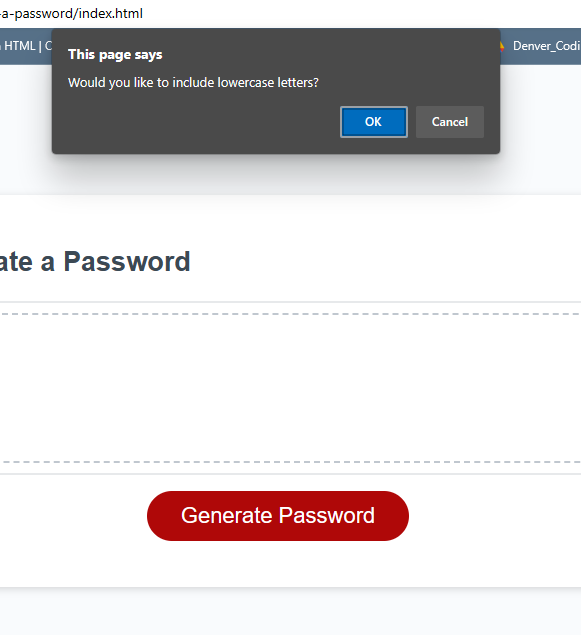 -a-password/index.html
HTML | C
Denver_Codi
This page says
Would you like to include lowercase letters?
OK
Cancel
ate a Password
Generate Password